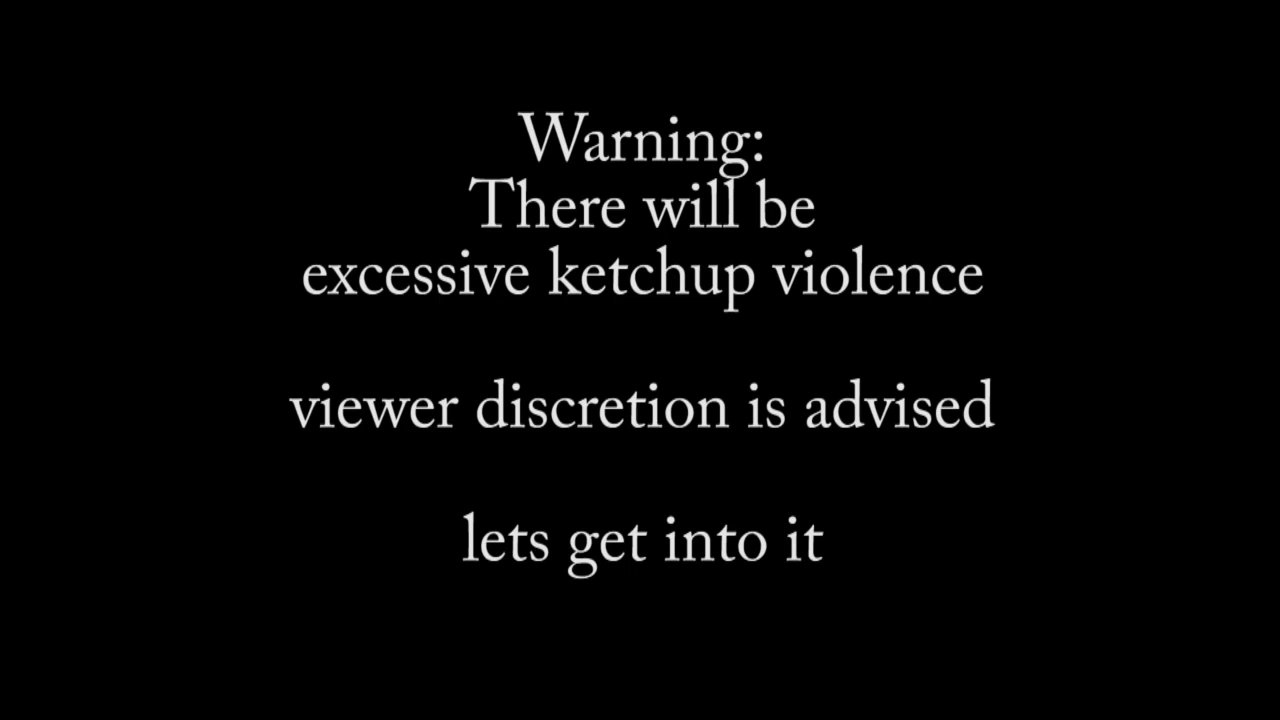 Warning:
There will be
excessive ketchup violence
viewer discretion is advised
lets get into it